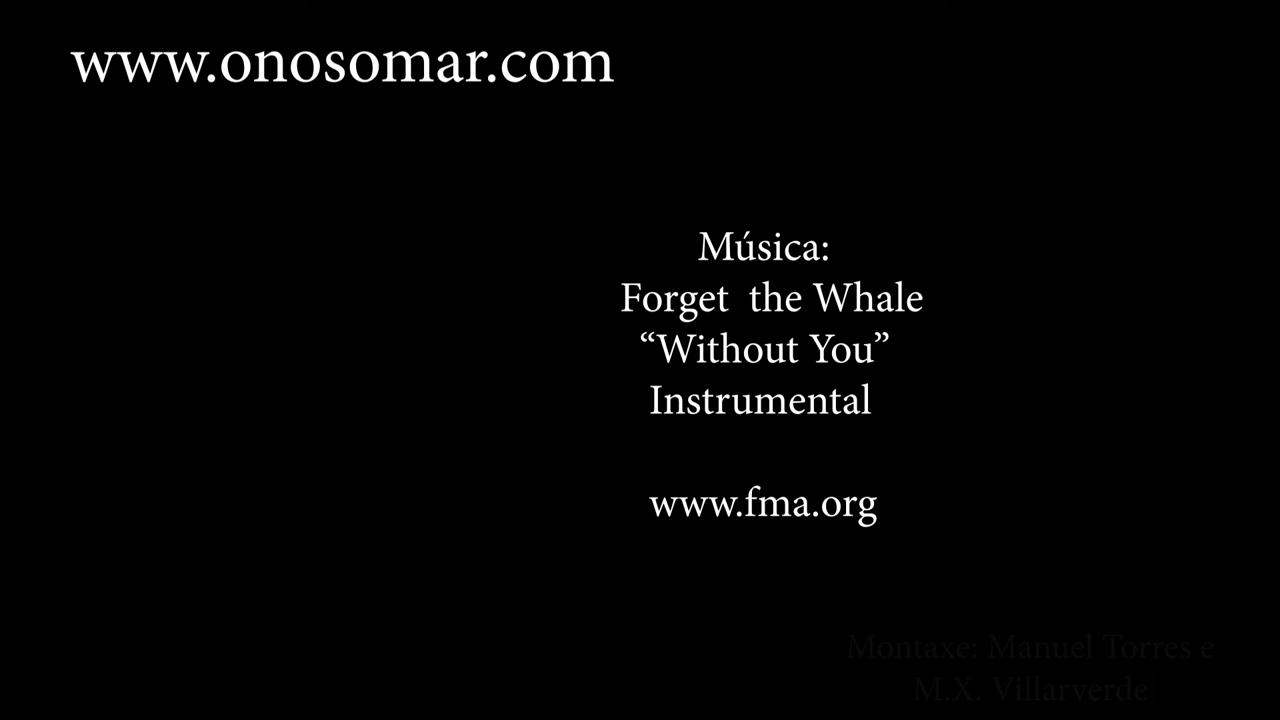 www.onosomar.com
Música:
Forget the Whale
“Without You”
Instrumental
www.fma.org
Montaxe: Manuel Torres e
M.X. Villarverde